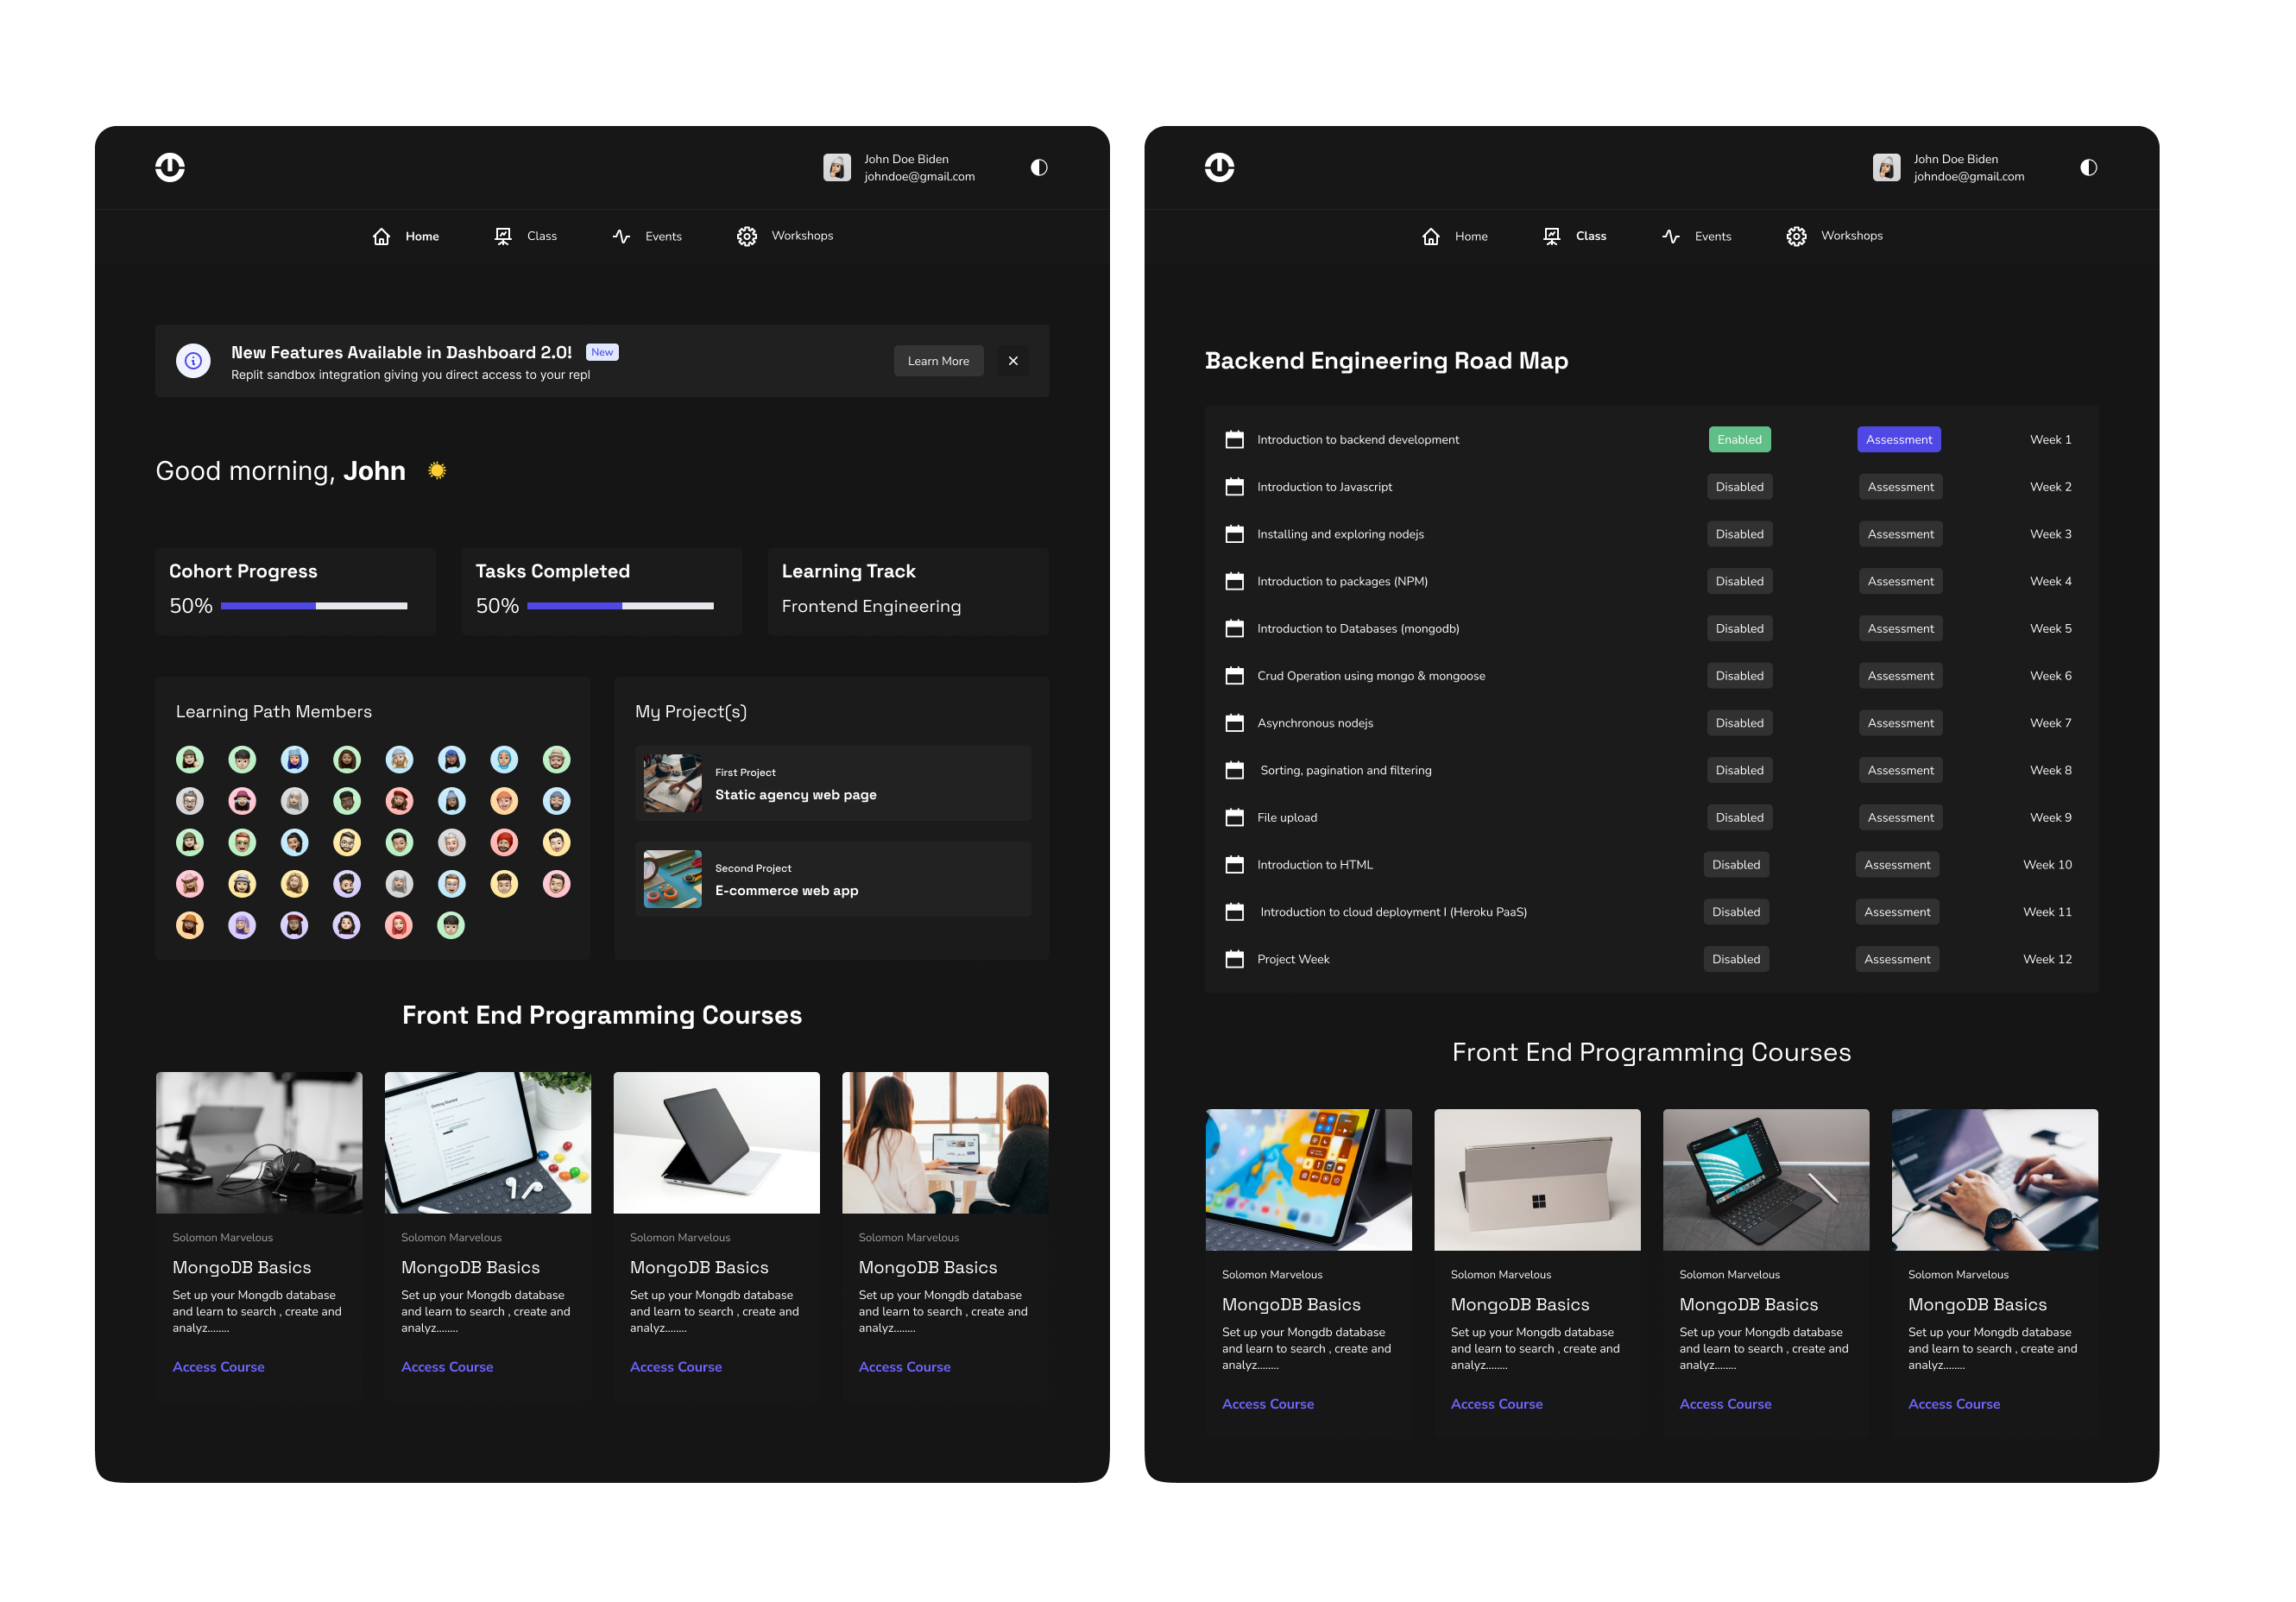 John Doe Biden
johndoe@gmail.com
Home
Class
Events
Workshops
New Features Available in Dashboard 2.0!
New
Replit sandbox integration giving you direct access to your repl
Learn More
Good morning, John
Cohort Progress
50%
Tasks Completed
50%
Learning Track
Frontend Engineering
Learning Path Members
My Project(s)
First Project
Static agency web page
Second Project
E-commerce web app
Front End Programming Courses
Solomon Marvelous
MongoDB Basics
Set up your Mongdb database
and learn to search , create and
analyz........
Access Course
Solomon Marvelous
MongoDB Basics
Set up your Mongdb database
and learn to search , create and
analyz........
Access Course
Solomon Marvelous
MongoDB Basics
Set up your Mongdb database
and learn to search , create and
analyz........
Access Course
Solomon Marvelous
MongoDB Basics
Set up your Mongdb database
and learn to search , create and
analyz........
Access Course
John Doe Biden
johndoe@gmail.com
Home
Class
Events
Workshops
Backend Engineering Road Map
Introduction to backend development Enabled Assessment Week 1
Introduction to Javascript Disabled Assessment Week 2
Installing and exploring nodejs Disabled Assessment Week 3
Introduction to packages (NPM) Disabled Assessment Week 4
Introduction to Databases (mongodb) Disabled Assessment Week 5
Crud Operation using mongo & mongoose Disabled Assessment Week 6
Asynchronous nodejs Disabled Assessment Week 7
Sorting, pagination and filtering Disabled Assessment Week 8
File upload Disabled Assessment Week 9
Introduction to HTML Disabled Assessment Week 10
Introduction to cloud deployment I (Heroku PaaS) Disabled Assessment Week 11
Project Week Disabled Assessment Week 12
Front End Programming Courses
Solomon Marvelous
MongoDB Basics
Set up your Mongdb database
and learn to search , create and
analyz........
Access Course
Solomon Marvelous
MongoDB Basics
Set up your Mongdb database
and learn to search , create and
analyz........
Access Course
Solomon Marvelous
MongoDB Basics
Set up your Mongdb database
and learn to search , create and
analyz........
Access Course
Solomon Marvelous
MongoDB Basics
Set up your Mongdb database
and learn to search , create and
analyz........
Access Course